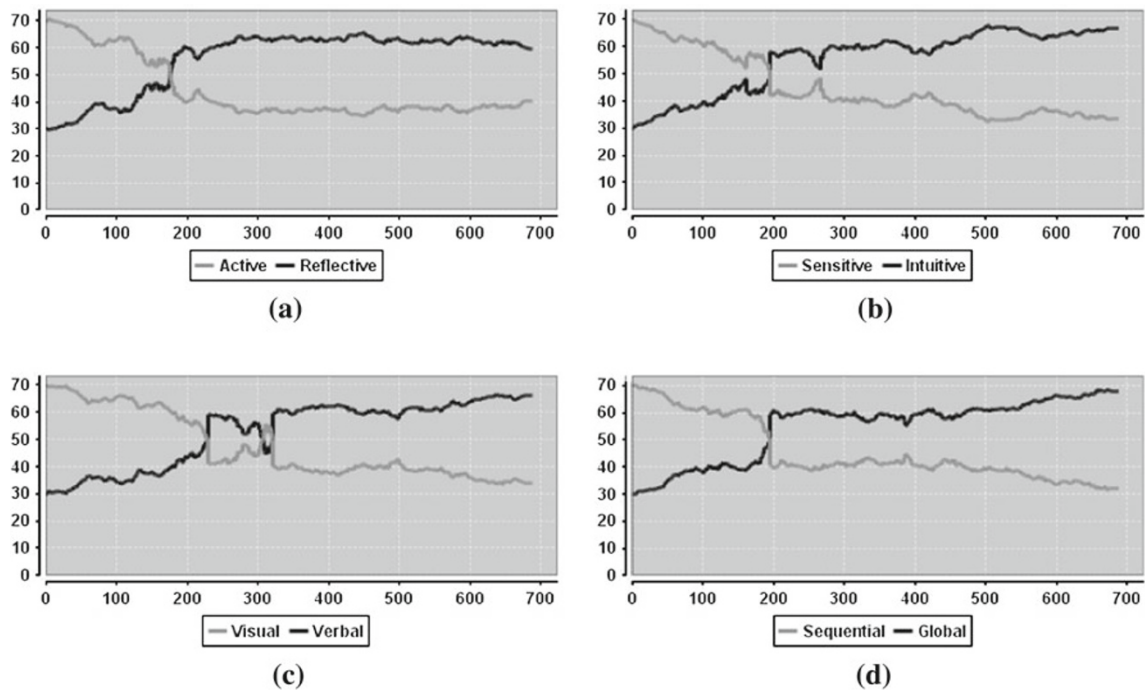 70
60
50
40
30
20
10
0
0 100 200 300 400 500 600 700
Active Reflective
(a)
70
60
50
40
30
20
10
0
0 100 200 300 400 500 600 700
Sensitive Intuitive
(b)
70
60
50
40
30
20
10
0
0 100 200 300 400 500 600 700
Visual Verbal
(c)
70
60
50
40
30
20
10
0
0 100 200 300 400 500 600 700
Sequential Global
(d)